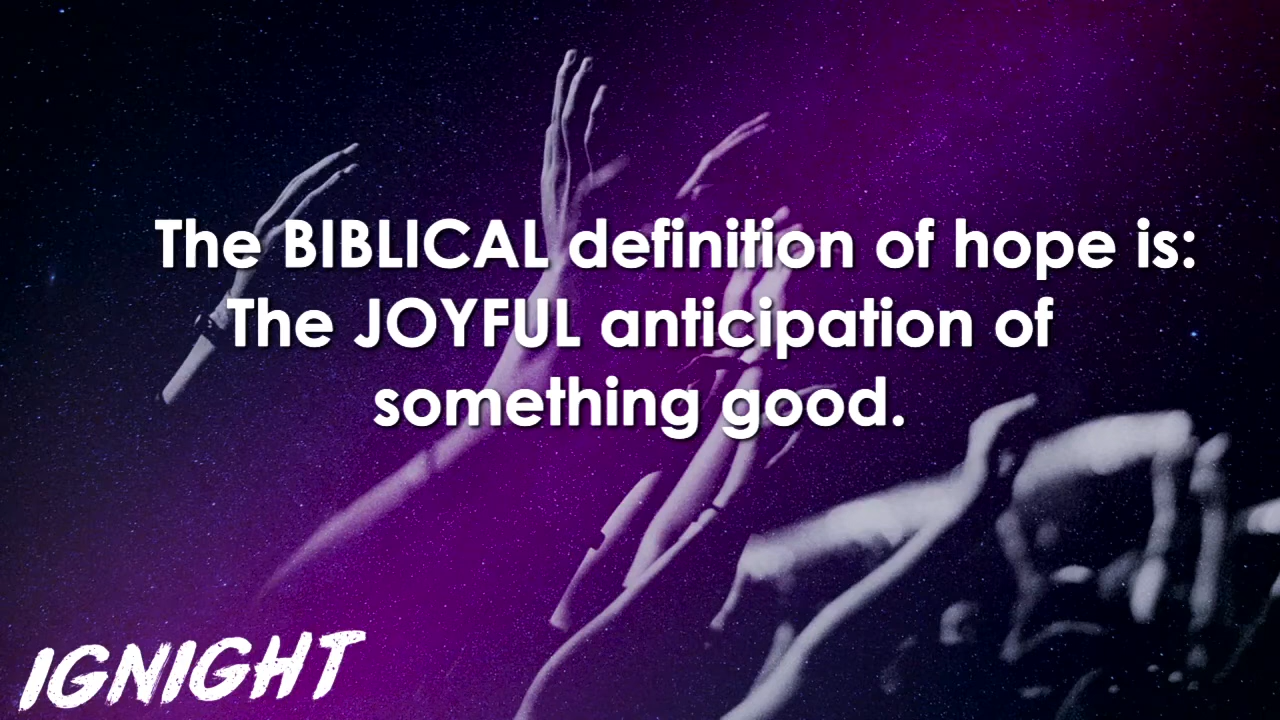 The BIBLICAL definition of hope is:
The JOYFUL anticipation of
something good.
IGNIGHT